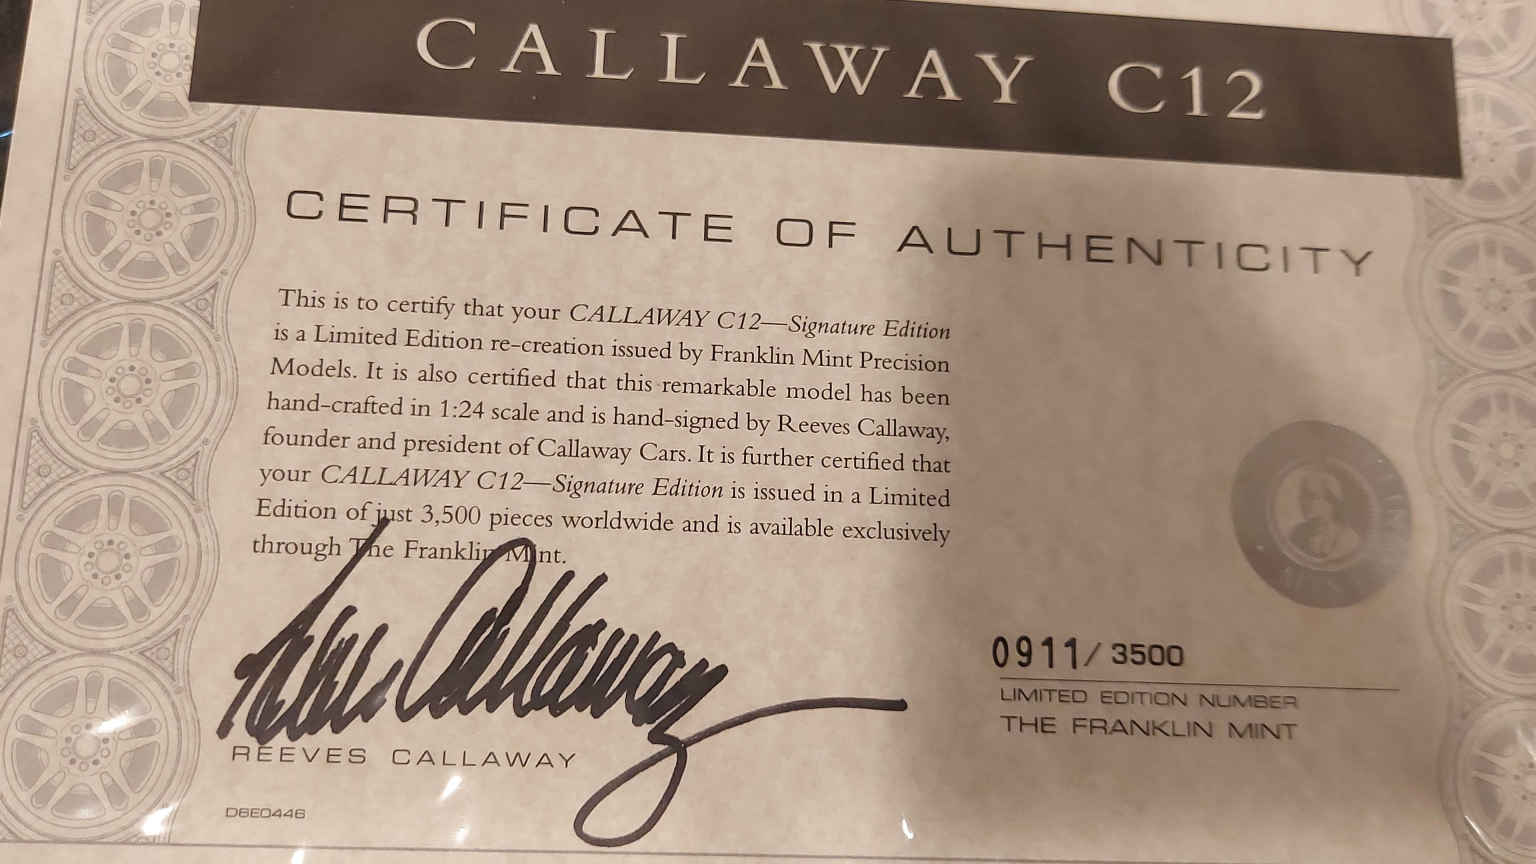 CALLAWAY C12
CERTIFICATE OF AUTHENTICITY
This is to certify that your CALLAWAY C12—Signature Edition
is a Limited Edition re-creation issued by Franklin Mint Precision
Models. It is also certified that this remarkable model has been
hand-crafted in 1:24 scale and is hand-signed by Reeves Callaway,
founder and president of Callaway Cars. It is further certified that
your CALLAWAY C12—Signature Edition is issued in a Limited
Edition of just 3,500 pieces worldwide and is available exclusively
through The Franklin Mint.
Reeves Callaway
REEVES CALLAWAY
D6E0446
0911/3500
LIMITED EDITION NUMBER
THE FRANKLIN MINT